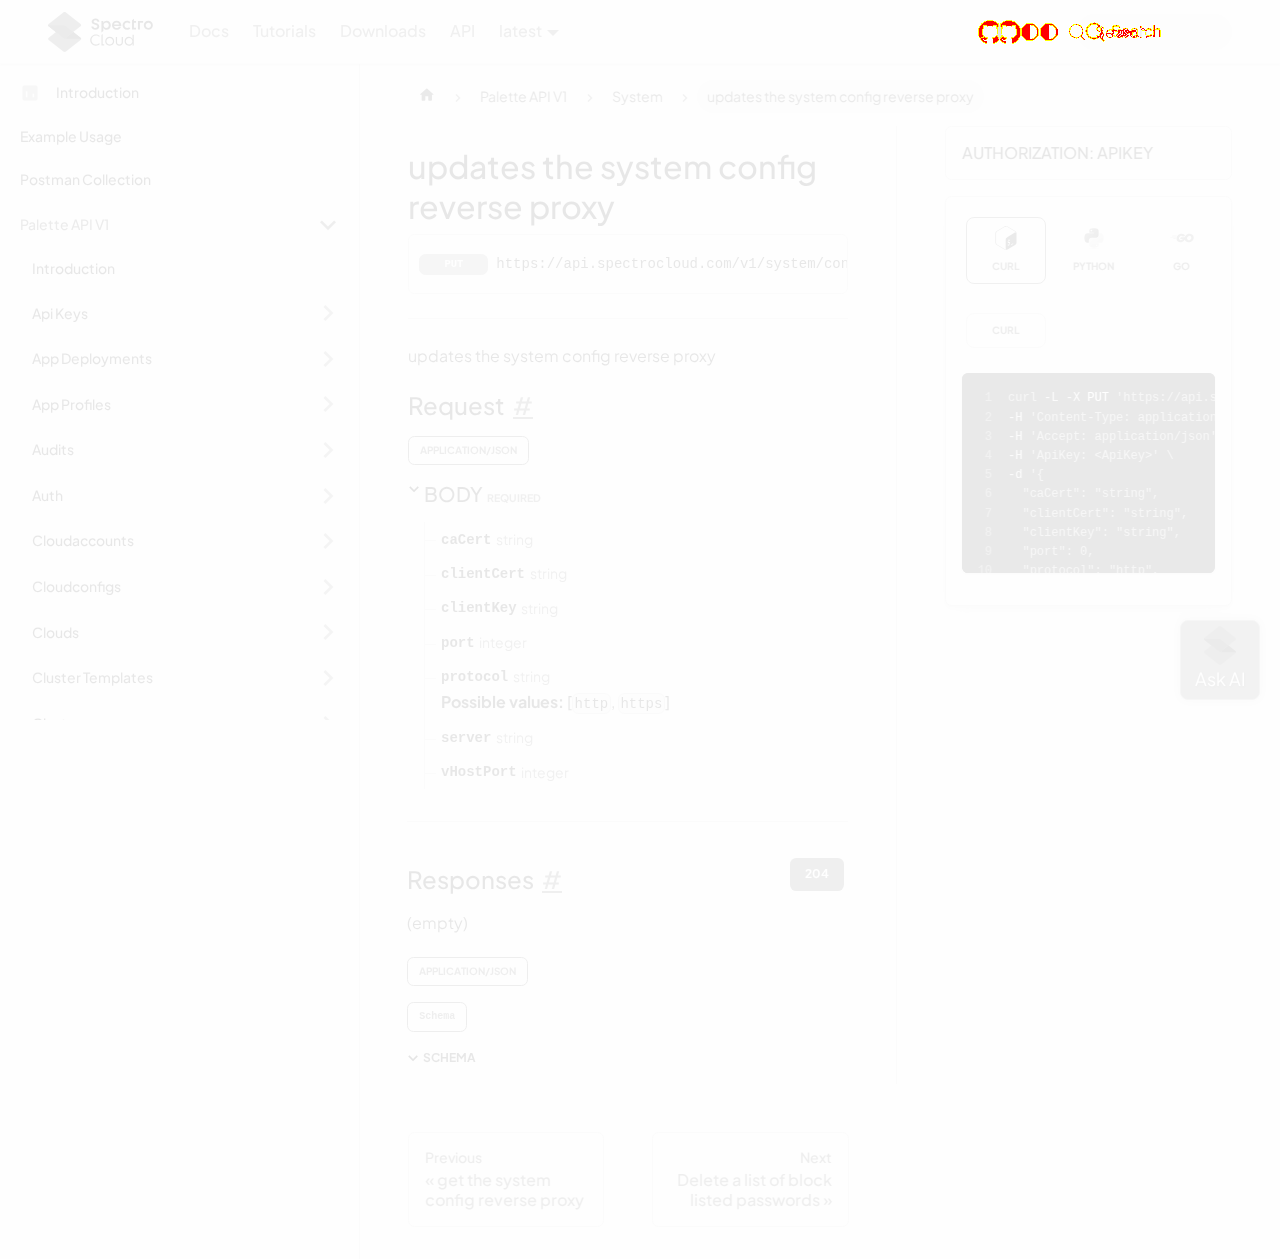 Spectro Cloud
Docs
Tutorials
Downloads
API
latest
Introduction
Example Usage
Postman Collection
Palette API V1
Introduction
Api Keys
App Deployments
App Profiles
Audits
Auth
Cloudaccounts
Cloudconfigs
Clouds
Cluster Templates
Palette API V1
System
updates the system config reverse proxy
updates the system config
reverse proxy
PUT https://api.spectrocloud.com/v1/system/con
updates the system config reverse proxy
Request #
APPLICATION/JSON
BODY REQUIRED
caCert string
clientCert string
clientKey string
port integer
protocol string
Possible values: [http, https]
server string
vHostPort integer
Responses #
204
(empty)
APPLICATION/JSON
Schema
SCHEMA
Previous
« get the system
config reverse proxy
Next
Delete a list of block
listed passwords »
AUTHORIZATION: APIKEY
CURL
PYTHON
GO
GO
CURL
1 curl -L -X PUT 'https://api.s
2 -H 'Content-Type: application
3 -H 'Accept: application/json'
4 -H 'ApiKey: <ApiKey>' \
5 -d '{
6 "caCert": "string",
7 "clientCert": "string",
8 "clientKey": "string",
9 "port": 0,
10 "protocol": "http",
Ask AI